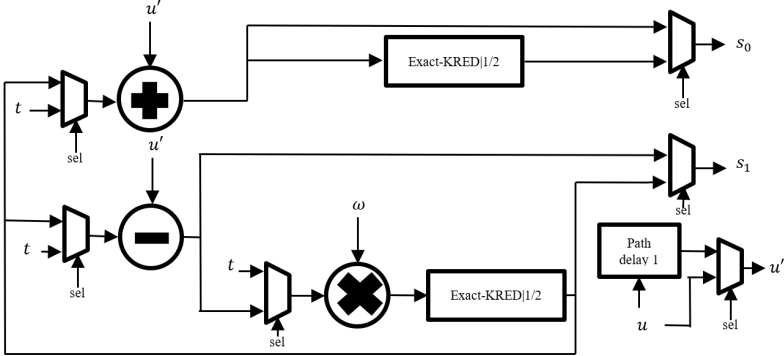 u′
Exact-KRED|1/2
s0
t
sel
sel
u′
s1
t
sel
ω
sel
t
Exact-KRED|1/2
sel
Path
delay 1
u
u′
sel